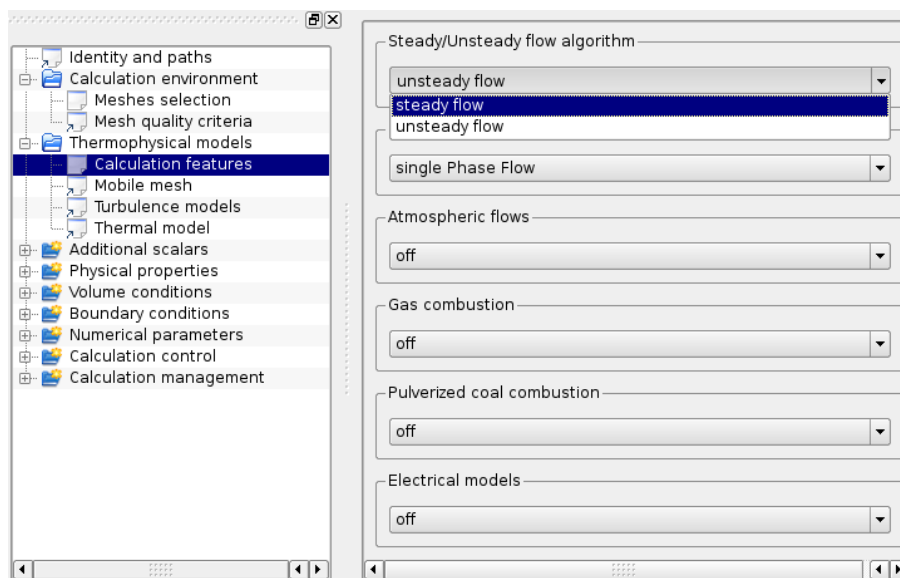 Identity and paths
Calculation environment
Meshes selection
Mesh quality criteria
Thermophysical models
Calculation features
Mobile mesh
Turbulence models
Thermal model
Additional scalars
Physical properties
Volume conditions
Boundary conditions
Numerical parameters
Calculation control
Calculation management
Steady/Unsteady flow algorithm
unsteady flow
steady flow
unsteady flow
single Phase Flow
Atmospheric flows
off
Gas combustion
off
Pulverized coal combustion
off
Electrical models
off